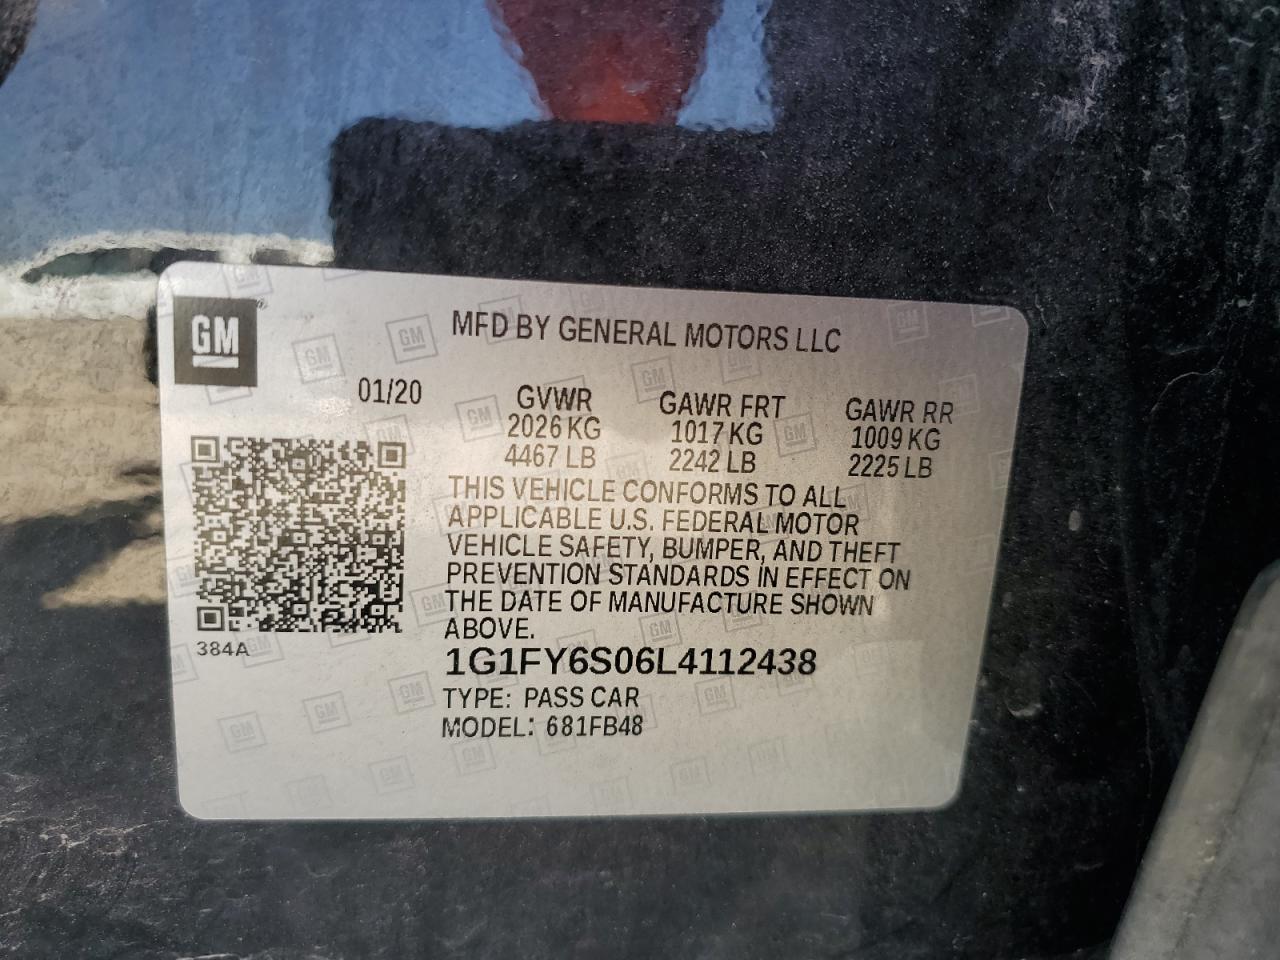 GM
MFD BY GENERAL MOTORS LLC
01/20
GVWR GAWR FRT GAWR RR
2026 KG 1017 KG 1009 KG
4467 LB 2242 LB 2225 LB
THIS VEHICLE CONFORMS TO ALL
APPLICABLE U.S. FEDERAL MOTOR
VEHICLE SAFETY, BUMPER, AND THEFT
PREVENTION STANDARDS IN EFFECT ON
THE DATE OF MANUFACTURE SHOWN
ABOVE.
384A
1G1FY6S06L4112438
TYPE: PASS CAR
MODEL: 681FB48